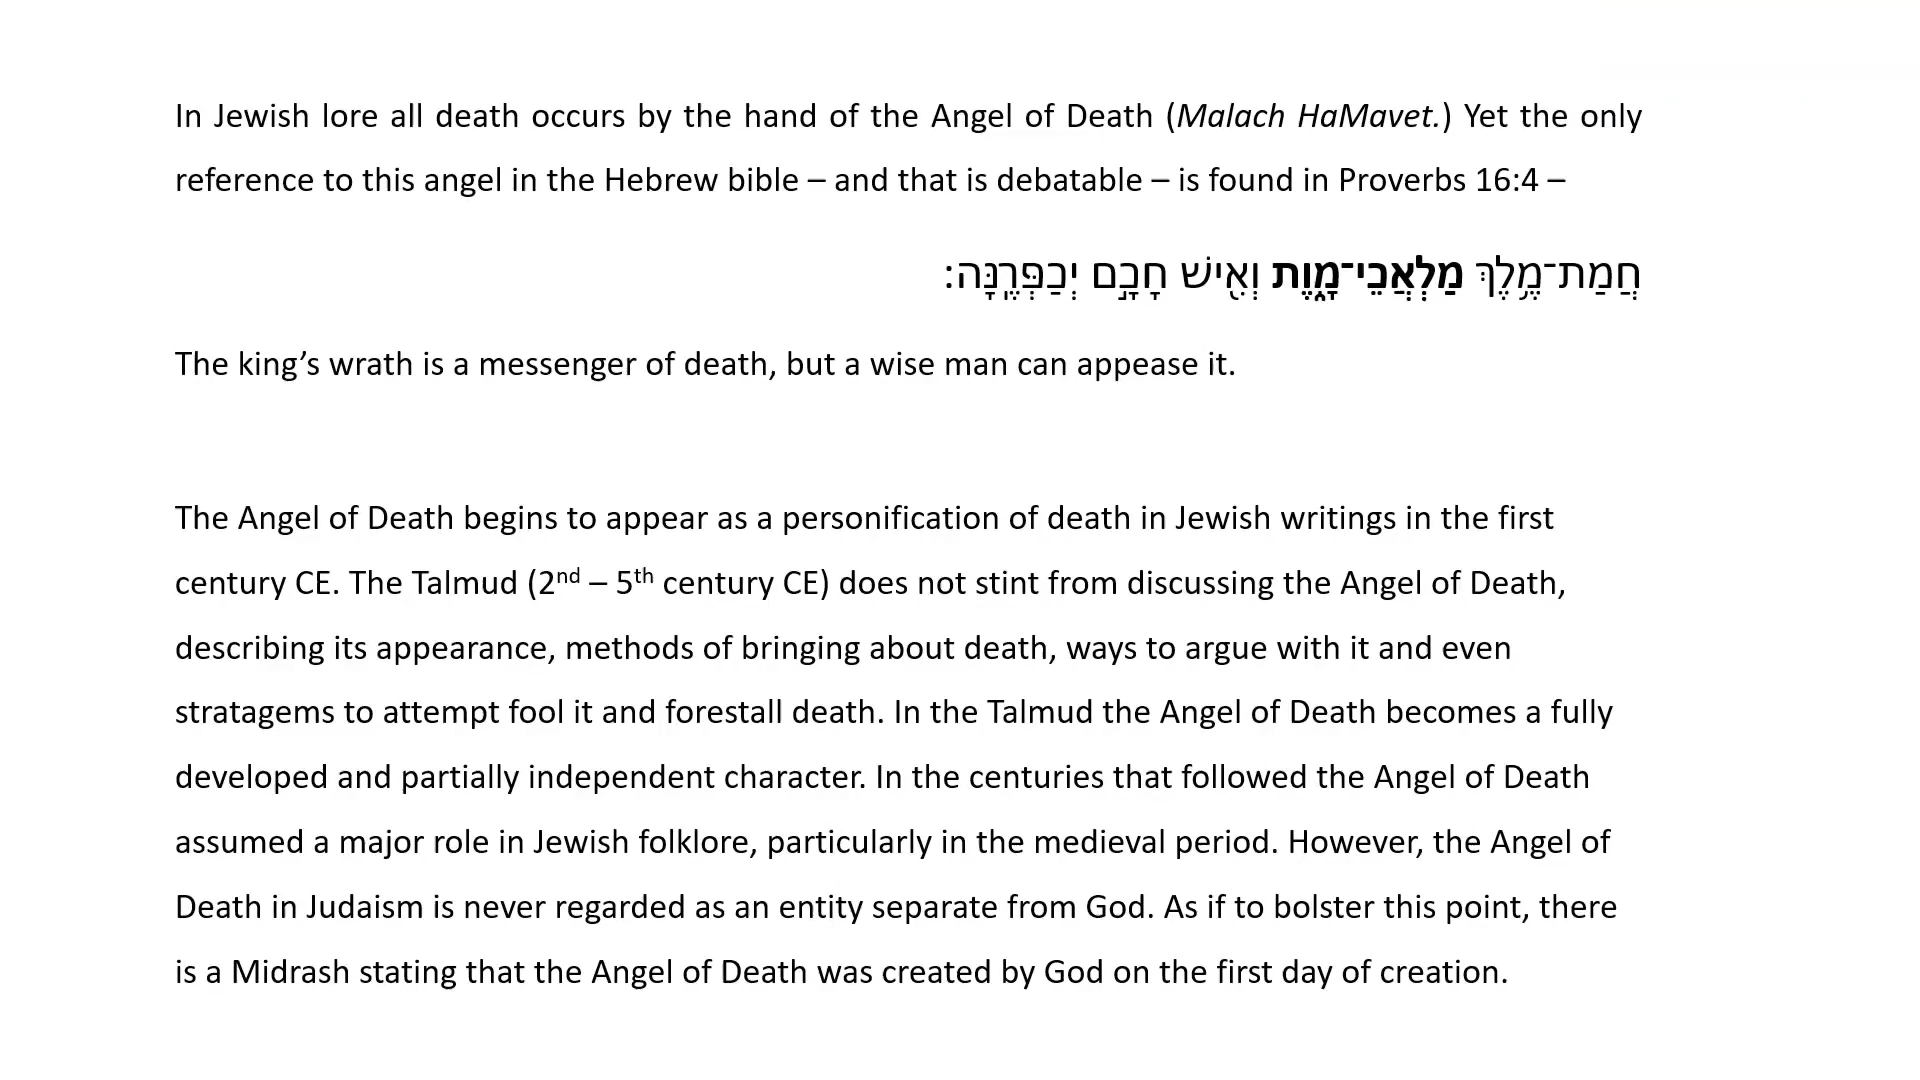 In Jewish lore all death occurs by the hand of the Angel of Death (Malach HaMavet.) Yet the only
reference to this angel in the Hebrew bible – and that is debatable – is found in Proverbs 16:4 –
חֲמַת־מֶ֥לֶךְ מַלְאֲכֵי־מָ֑וֶת וְאִ֖ישׁ חָכָ֣ם יְכַפְּרֶֽנָּה׃
The king’s wrath is a messenger of death, but a wise man can appease it.
The Angel of Death begins to appear as a personification of death in Jewish writings in the first
century CE. The Talmud (2nd – 5th century CE) does not stint from discussing the Angel of Death,
describing its appearance, methods of bringing about death, ways to argue with it and even
stratagems to attempt fool it and forestall death. In the Talmud the Angel of Death becomes a fully
developed and partially independent character. In the centuries that followed the Angel of Death
assumed a major role in Jewish folklore, particularly in the medieval period. However, the Angel of
Death in Judaism is never regarded as an entity separate from God. As if to bolster this point, there
is a Midrash stating that the Angel of Death was created by God on the first day of creation.